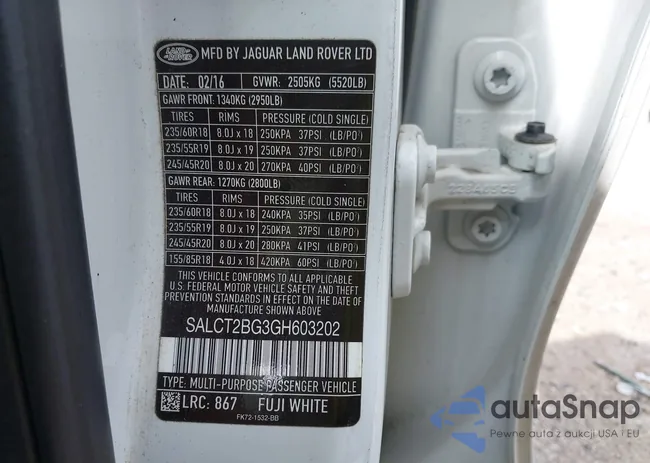 LAND ROVER MFD BY JAGUAR LAND ROVER LTD
DATE: 02/16 GVWR: 2505KG (5520LB)
GAWR FRONT: 1340KG (2950LB)
TIRES RIMS PRESSURE (COLD SINGLE)
235/60R18 8.0J x 18 250KPA 37PSI (LB/PO²)
235/55R19 8.0J x 19 250KPA 37PSI (LB/PO²)
245/45R20 8.0J x 20 270KPA 40PSI (LB/PO²)
GAWR REAR: 1270KG (2800LB)
TIRES RIMS PRESSURE (COLD SINGLE)
235/60R18 8.0J x 18 240KPA 35PSI (LB/PO²)
235/55R19 8.0J x 19 250KPA 37PSI (LB/PO²)
245/45R20 8.0J x 20 280KPA 41PSI (LB/PO²)
155/85R18 4.0J x 18 420KPA 60PSI (LB/PO²)
THIS VEHICLE CONFORMS TO ALL APPLICABLE
U.S. FEDERAL MOTOR VEHICLE SAFETY AND THEFT
PREVENTION STANDARDS IN EFFECT ON THE DATE
OF MANUFACTURE SHOWN ABOVE.
SALCT2BG3GH603202
TYPE: MULTI-PURPOSE PASSENGER VEHICLE
LRC: 867 FUJI WHITE
FK72-1532-BB
autoSnap
Pewne auta z aukcji USA i EU